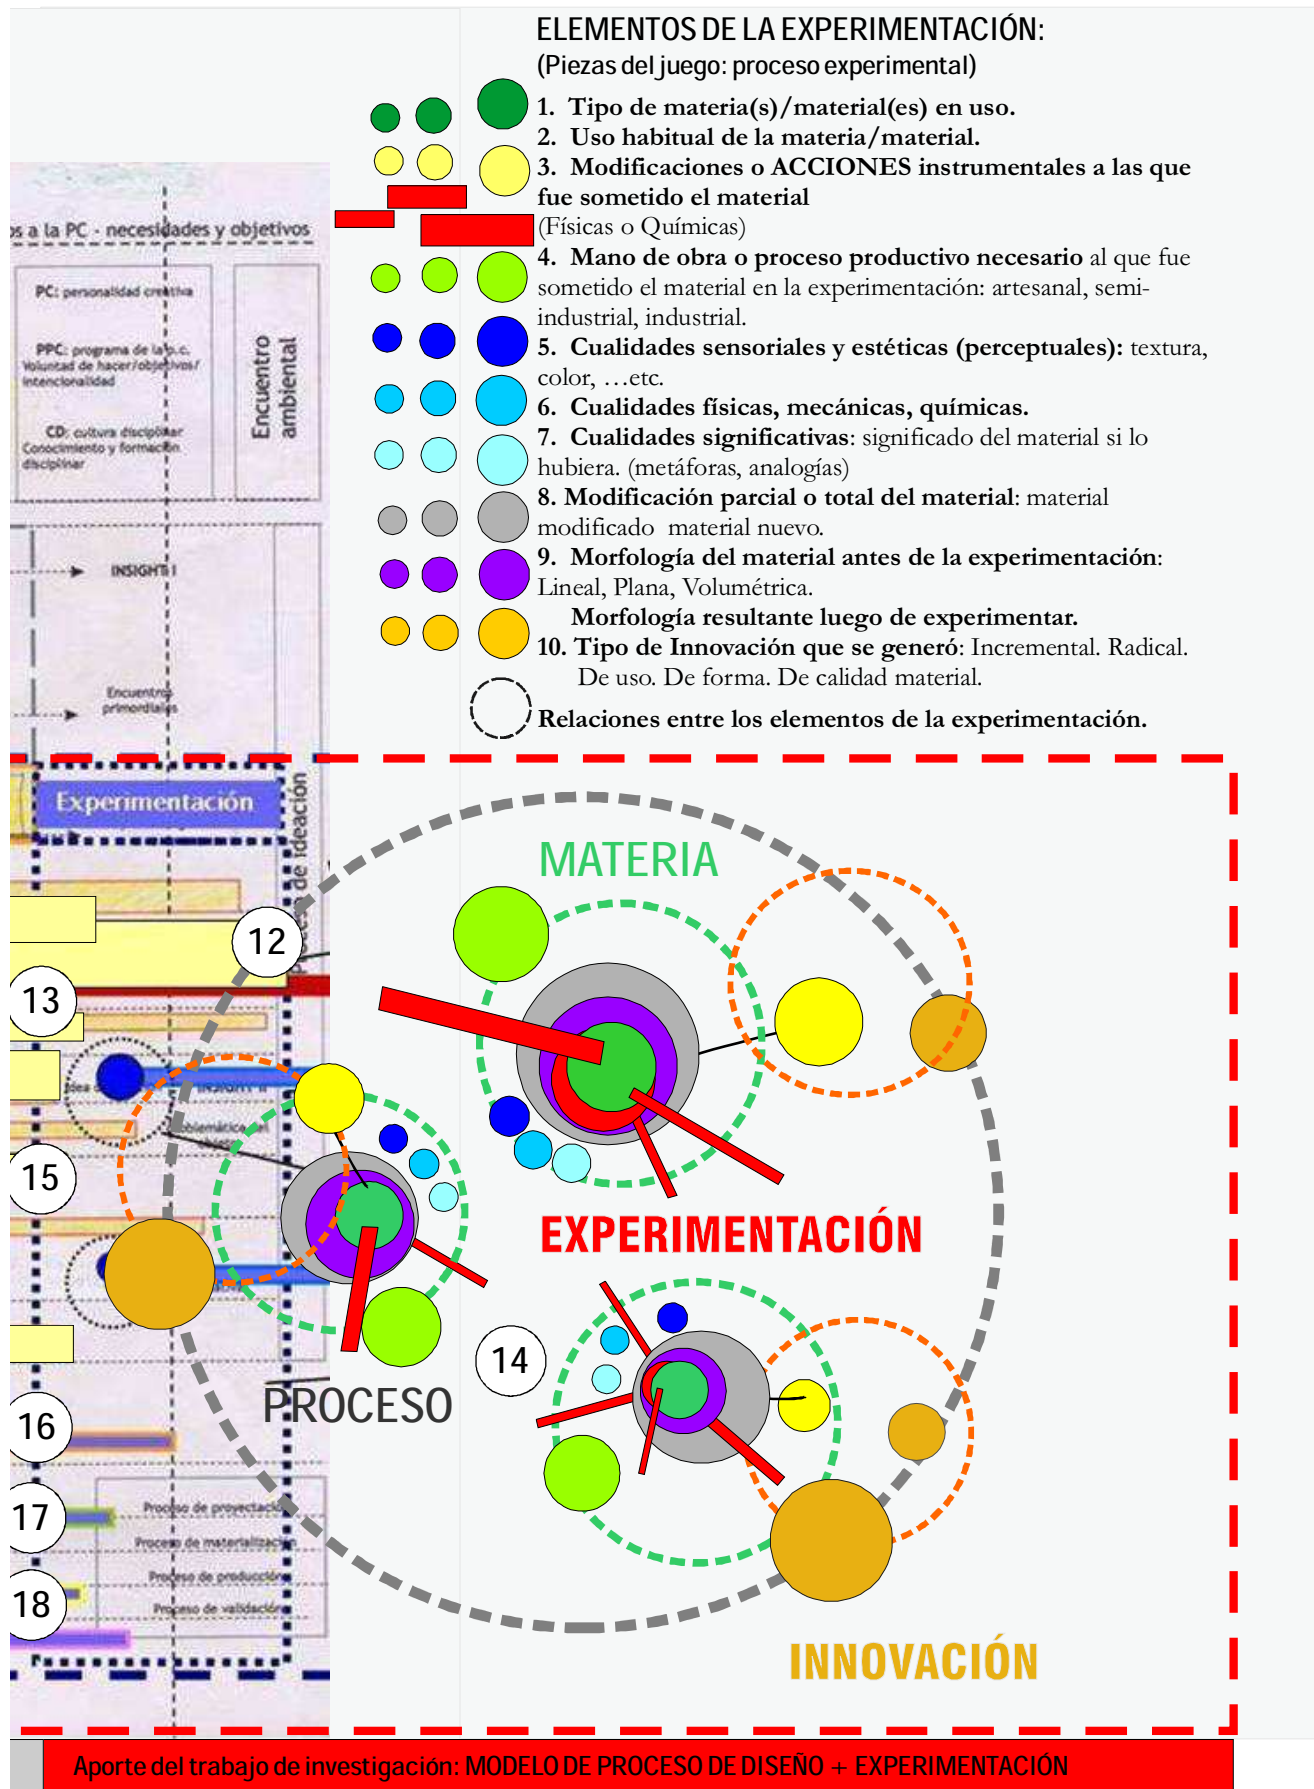 ELEMENTOS DE LA EXPERIMENTACIÓN:
(Piezas del juego: proceso experimental)
1. Tipo de materia(s)/material(es) en uso.
2. Uso habitual de la materia/material.
3. Modificaciones o ACCIONES instrumentales a las que
fue sometido el material
(Físicas o Químicas)
4. Mano de obra o proceso productivo necesario al que fue
sometido el material en la experimentación: artesanal, semi-
industrial, industrial.
5. Cualidades sensoriales y estéticas (perceptuales): textura,
color, …etc.
6. Cualidades físicas, mecánicas, químicas.
7. Cualidades significativas: significado del material si lo
hubiera. (metáforas, analogías)
8. Modificación parcial o total del material: material
modificado material nuevo.
9. Morfología del material antes de la experimentación:
Lineal, Plana, Volumétrica.
Morfología resultante luego de experimentar.
10. Tipo de Innovación que se generó: Incremental. Radical.
De uso. De forma. De calidad material.
Relaciones entre los elementos de la experimentación.
a la PC - necesidades y objetivos
PC: personalidad creativa
PPC: programa de la p.c.
Voluntad de hacer/objetivos/
intencionalidad
CD: cultura disciplinar
Conocimiento y formación
disciplinar
Encuentro
ambiental
INSIGHT I
Encuentros
primordiales
Experimentación
de ideación
MATERIA
12
13
INSIGHT II
15
EXPERIMENTACIÓN
14
PROCESO
16
17
Proceso de proyectación
Proceso de materialización
Proceso de producción
18
Proceso de validación
INNOVACIÓN
Aporte del trabajo de investigación: MODELO DE PROCESO DE DISEÑO + EXPERIMENTACIÓN